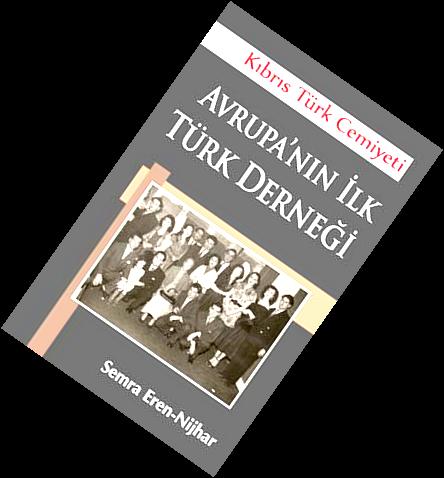 Kıbrıs Türk Cemiyeti
AVRUPA'NIN İLK
TÜRK DERNEĞİ
Semra Eren-Nijhar